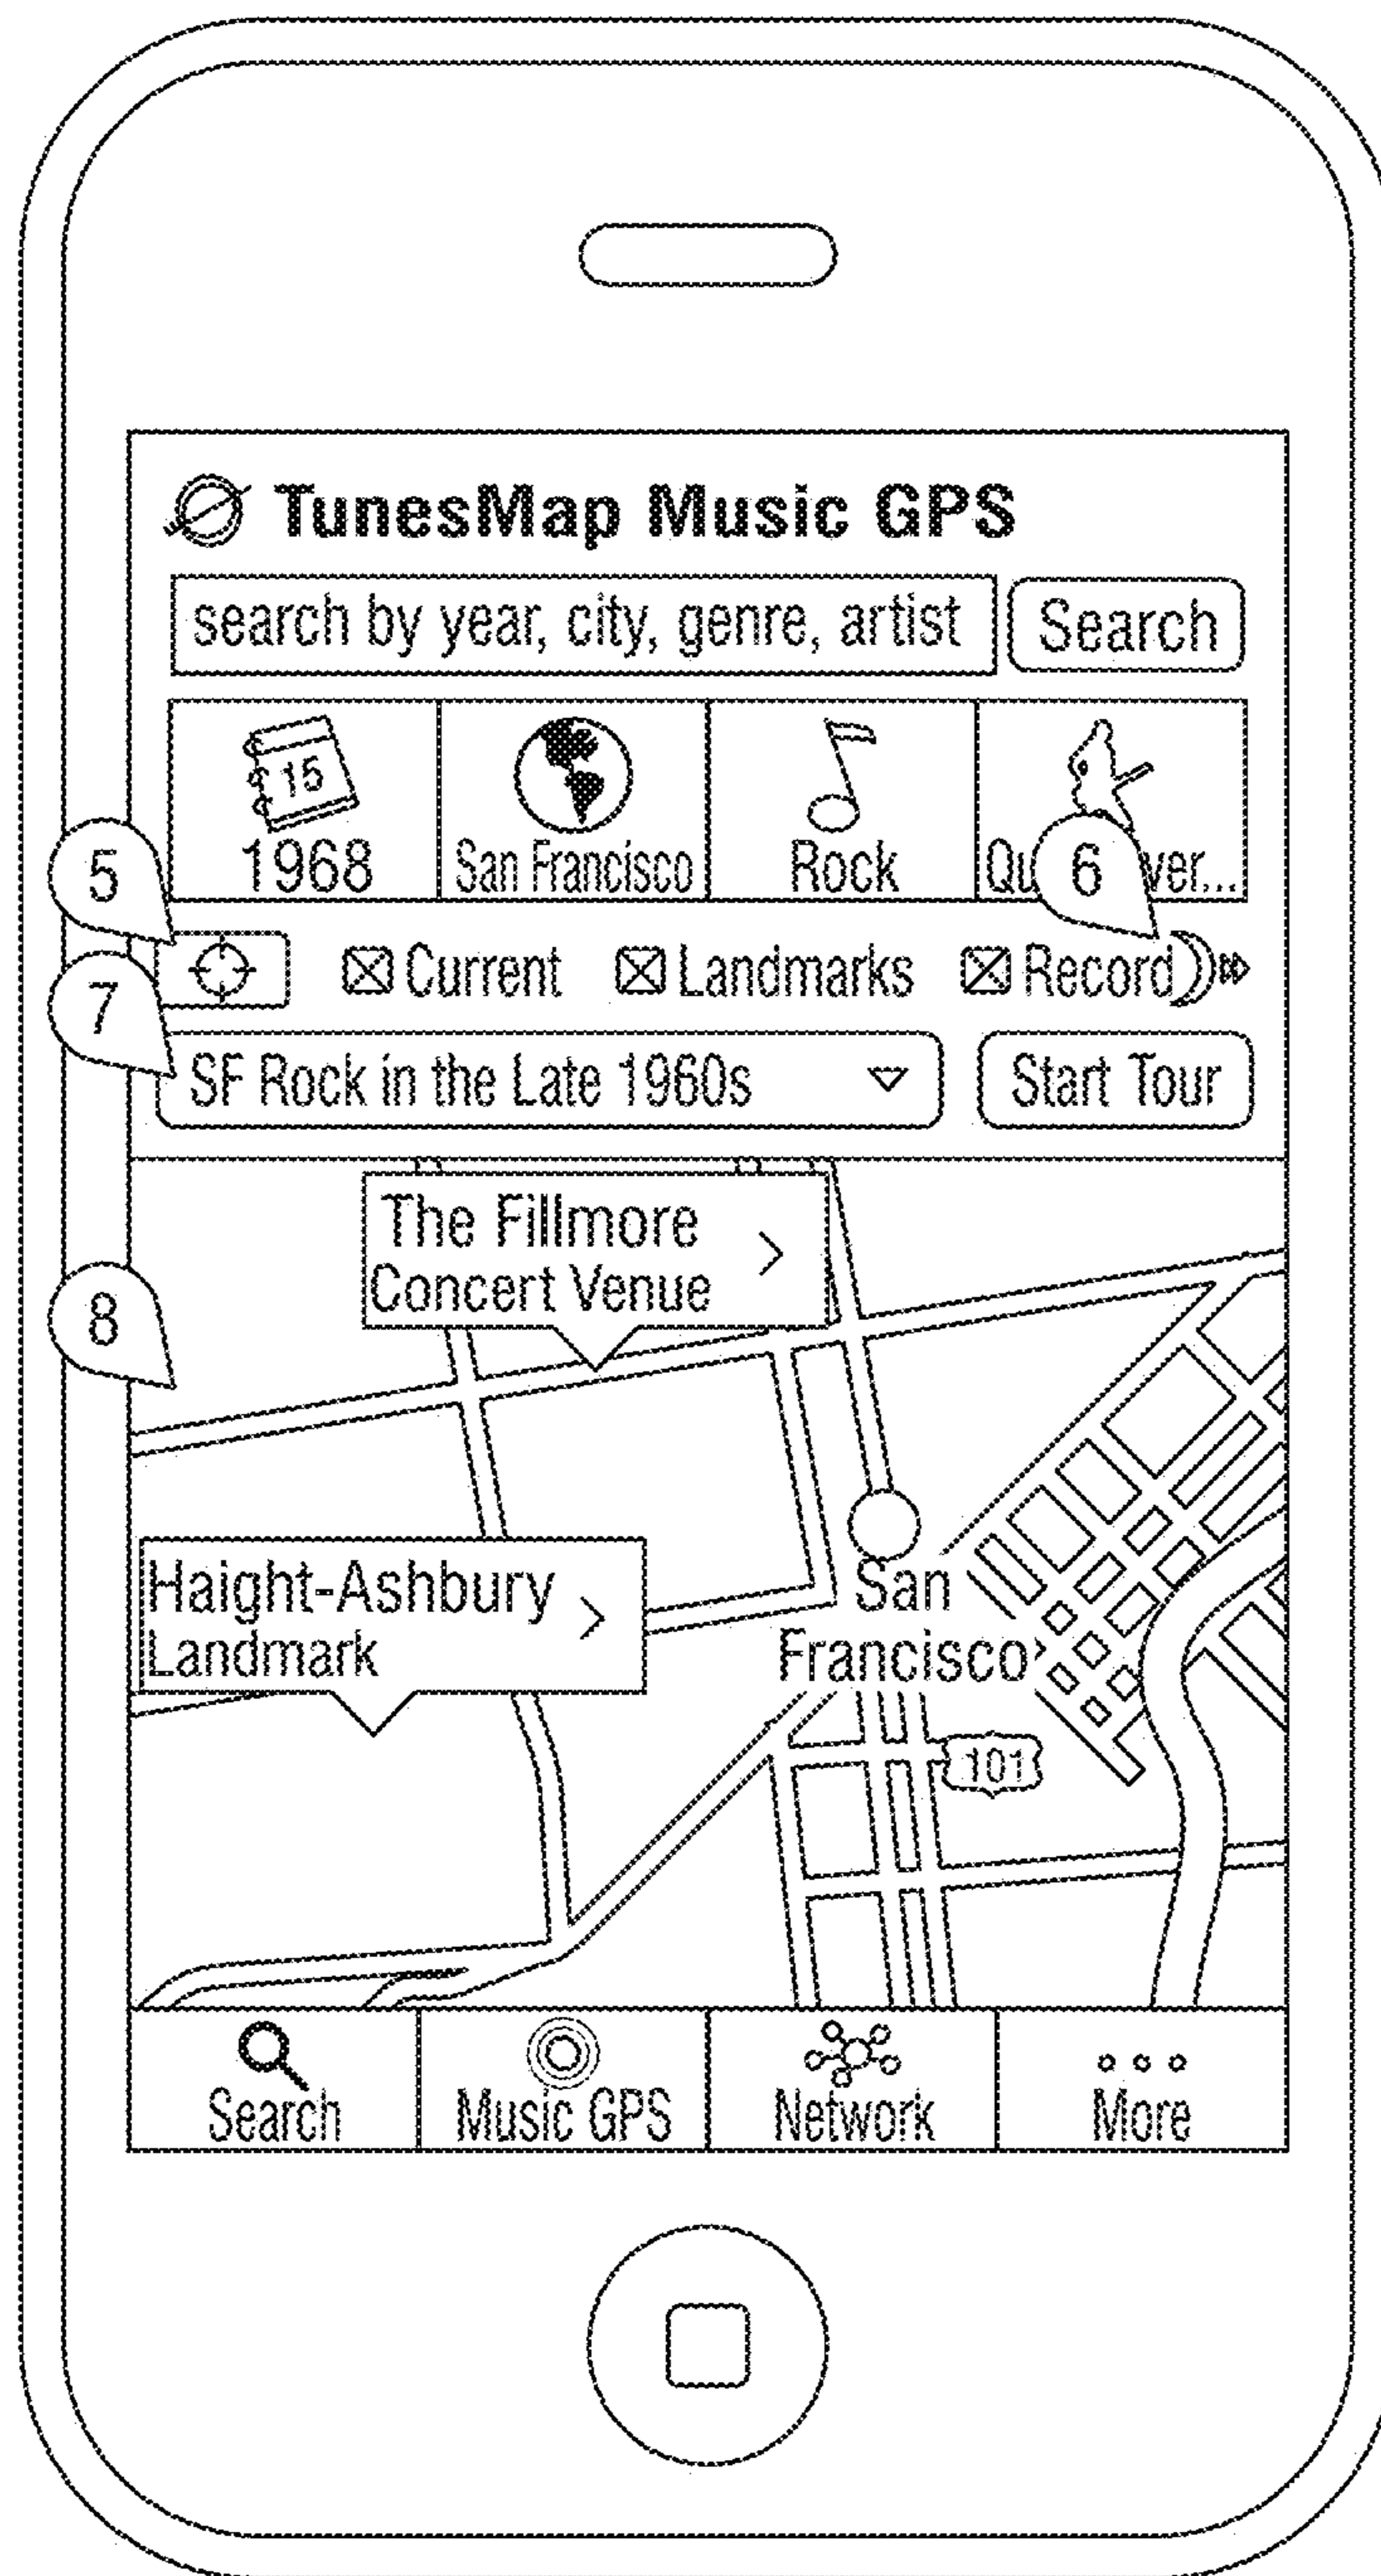 TunesMap Music GPS
search by year, city, genre, artist Search
15
1968 San Francisco Rock
5 6
Current Landmarks Record
7
SF Rock in the Late 1960s Start Tour
The Fillmore
Concert Venue
8
Haight-Ashbury
Landmark
San
Francisco
101
Search Music GPS Network More